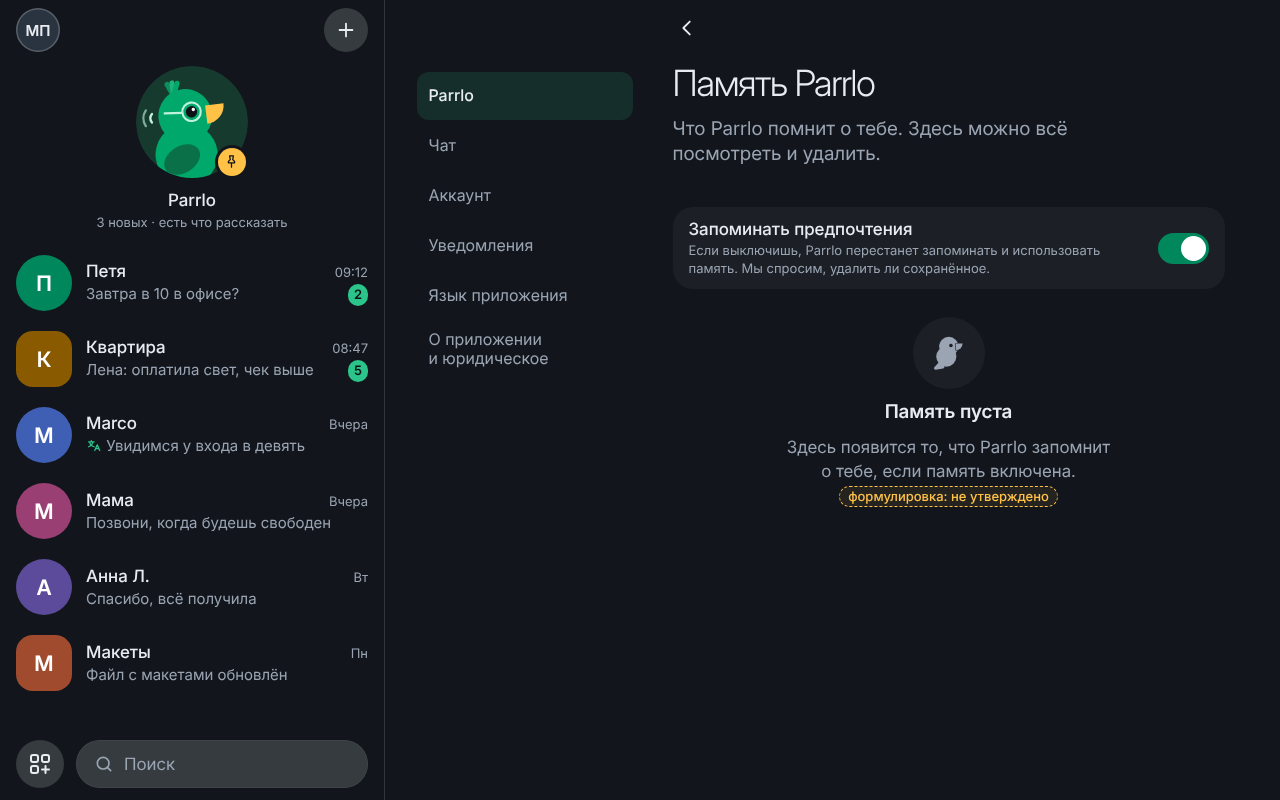 МП
Parrlo
3 новых · есть что рассказать
П
Петя
09:12
Завтра в 10 в офисе?
2
К
Квартира
08:47
Лена: оплатила свет, чек выше
5
M
Marco
Вчера
Увидимся у входа в девять
М
Мама
Вчера
Позвони, когда будешь свободен
А
Анна Л.
Вт
Спасибо, всё получила
М
Макеты
Пн
Файл с макетами обновлён
Поиск
Parrlo
Чат
Аккаунт
Уведомления
Язык приложения
О приложении
и юридическое
Память Parrlo
Что Parrlo помнит о тебе. Здесь можно всё
посмотреть и удалить.
Запоминать предпочтения
Если выключишь, Parrlo перестанет запоминать и использовать
память. Мы спросим, удалить ли сохранённое.
Память пуста
Здесь появится то, что Parrlo запомнит
о тебе, если память включена.
формулировка: не утверждено